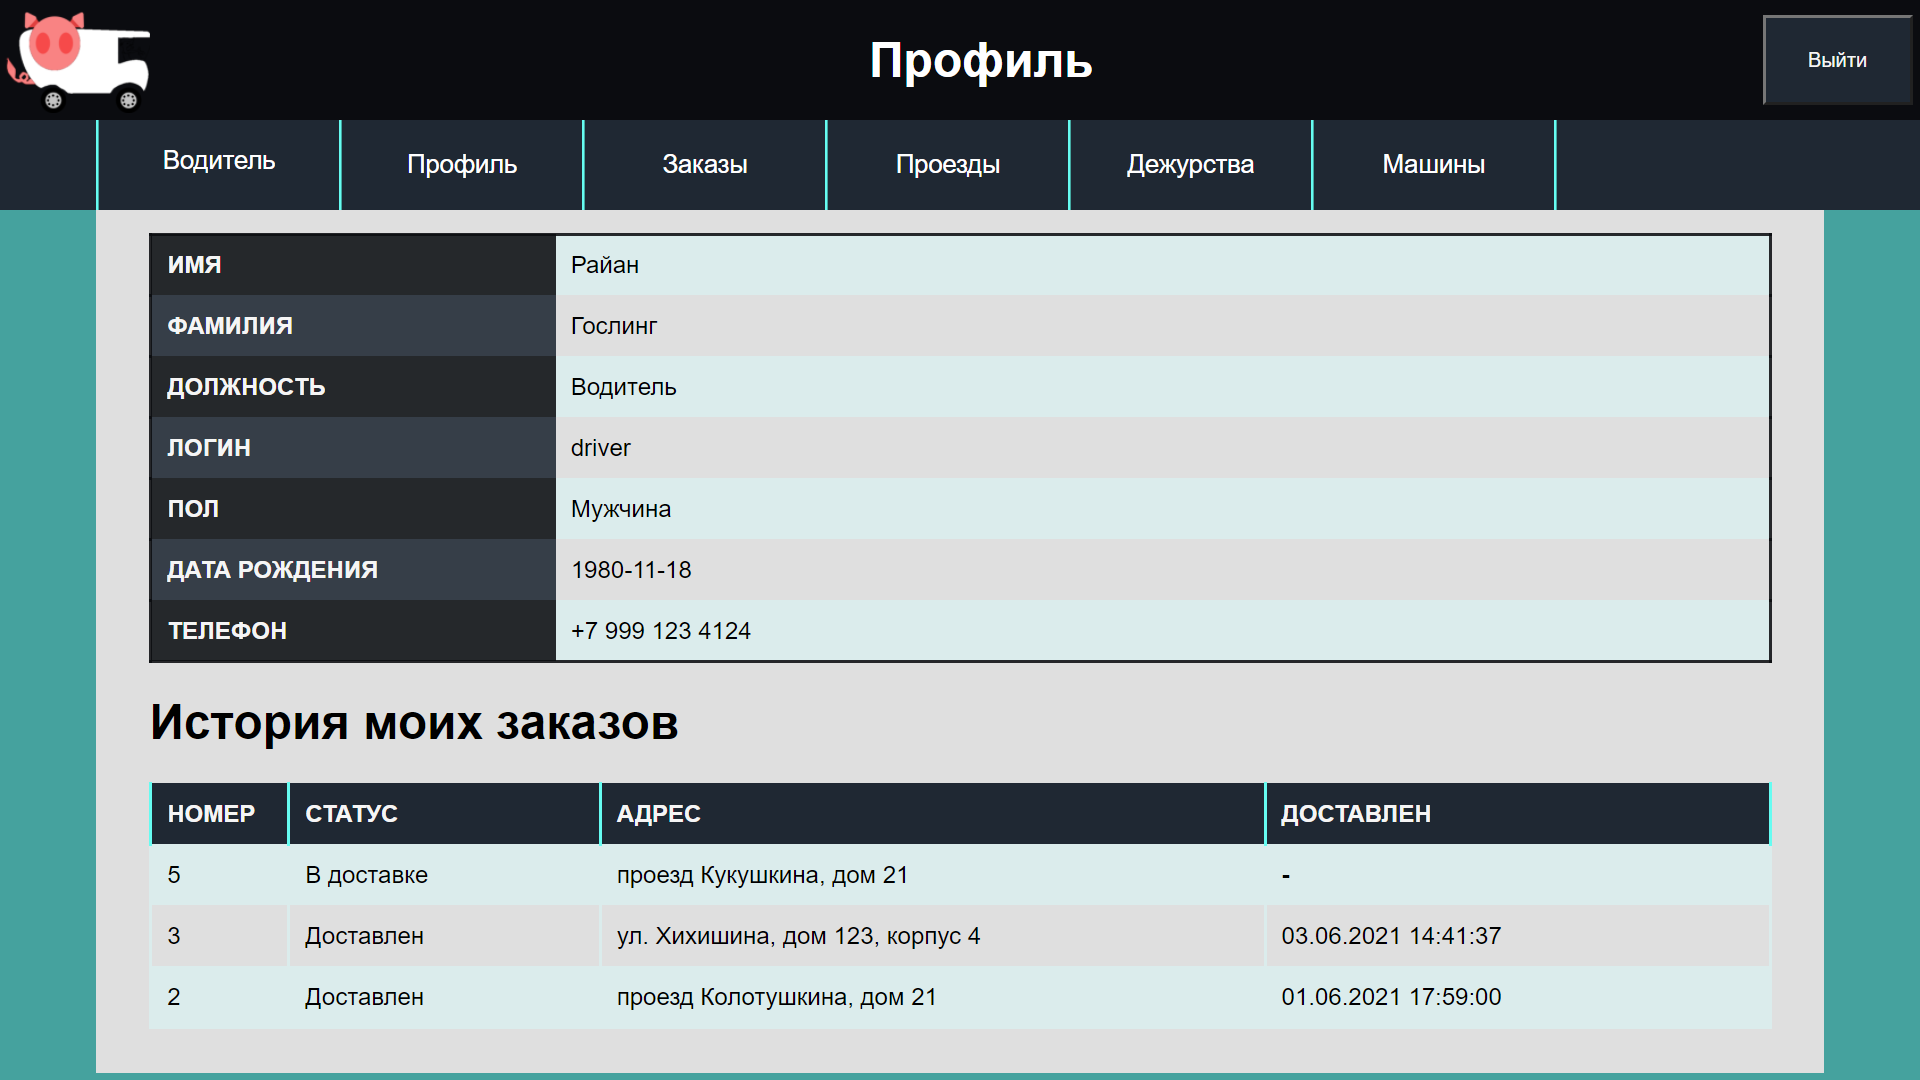 Профиль
Выйти
Водитель Профиль Заказы Проезды Дежурства Машины
ИМЯ Райан
ФАМИЛИЯ Гослинг
ДОЛЖНОСТЬ Водитель
ЛОГИН driver
ПОЛ Мужчина
ДАТА РОЖДЕНИЯ 1980-11-18
ТЕЛЕФОН +7 999 123 4124
История моих заказов
НОМЕР СТАТУС АДРЕС ДОСТАВЛЕН
5 В доставке проезд Кукушкина, дом 21 -
3 Доставлен ул. Хихишина, дом 123, корпус 4 03.06.2021 14:41:37
2 Доставлен проезд Колотушкина, дом 21 01.06.2021 17:59:00